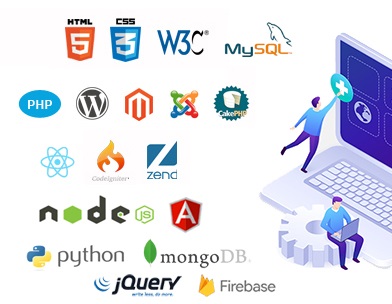 HTML CSS
5 3 W3C® MySQL™
PHP W CakePHP
CodeIgniter zend
node JS A
python mongoDB.
jQuery Firebase
write less, do more.